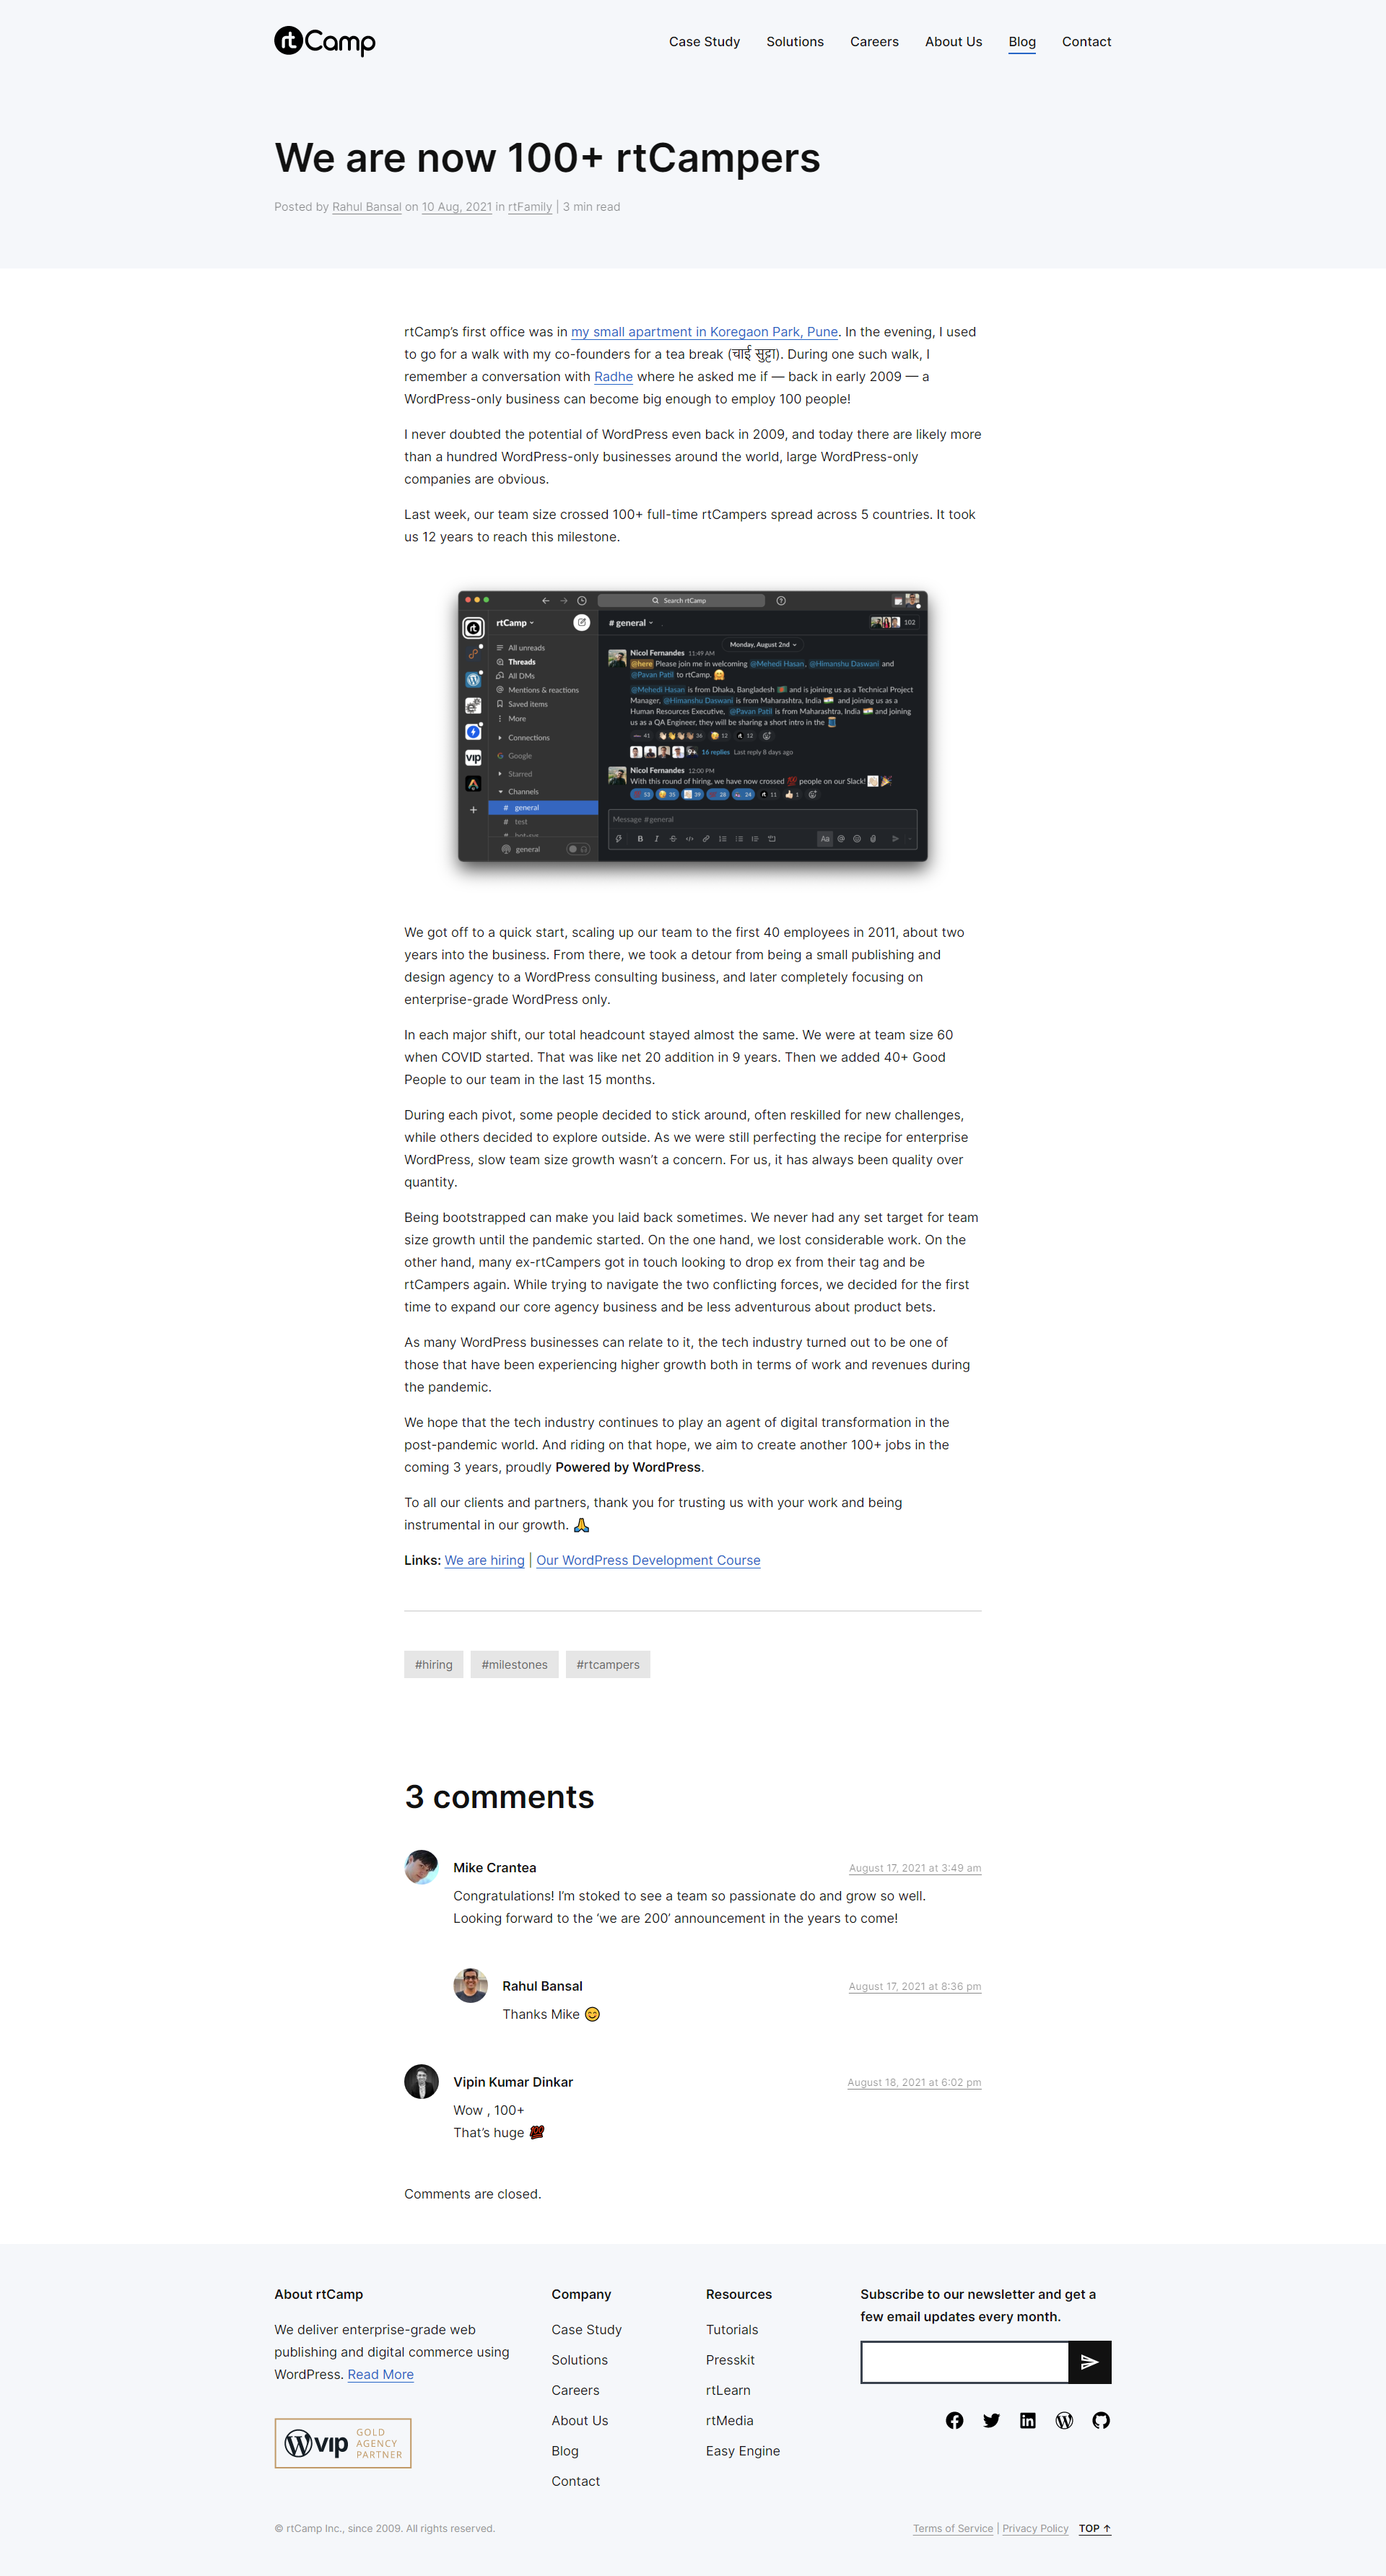 rtCamp
Case Study
Solutions
Careers
About Us
Blog
Contact
We are now 100+ rtCampers
Posted by Rahul Bansal on 10 Aug, 2021 in rtFamily | 3 min read
rtCamp’s first office was in my small apartment in Koregaon Park, Pune. In the evening, I used
to go for a walk with my co-founders for a tea break (चाई सुट्टा). During one such walk, I
remember a conversation with Radhe where he asked me if — back in early 2009 — a
WordPress-only business can become big enough to employ 100 people!
I never doubted the potential of WordPress even back in 2009, and today there are likely more
than a hundred WordPress-only businesses around the world, large WordPress-only
companies are obvious.
Last week, our team size crossed 100+ full-time rtCampers spread across 5 countries. It took
us 12 years to reach this milestone.
Search rtCamp
rtCamp
# general
102
All unreads
Threads
All DMs
Mentions & reactions
Saved items
More
Connections
Google
Starred
Channels
# general
# test
general
vip
Monday, August 2nd
Nicol Fernandes 11:49 AM
@here Please join me in welcoming @Mehedi Hasan, @Himanshu Daswani and
@Pavan Patil to rtCamp. 🤗
@Mehedi Hasan is from Dhaka, Bangladesh 🇧🇩 and is joining us as a Technical Project
Manager, @Himanshu Daswani is from Maharashtra, India 🇮🇳 and joining us as a
Human Resources Executive, @Pavan Patil is from Maharashtra, India 🇮🇳 and joining
us as a QA Engineer, they will be sharing a short intro in the 🧵
41 36 12 12
16 replies Last reply 8 days ago
Nicol Fernandes 12:00 PM
With this round of hiring, we have now crossed 💯 people on our Slack! 🎉
33 35 39 28 24 11 1
Message #general
We got off to a quick start, scaling up our team to the first 40 employees in 2011, about two
years into the business. From there, we took a detour from being a small publishing and
design agency to a WordPress consulting business, and later completely focusing on
enterprise-grade WordPress only.
In each major shift, our total headcount stayed almost the same. We were at team size 60
when COVID started. That was like net 20 addition in 9 years. Then we added 40+ Good
People to our team in the last 15 months.
During each pivot, some people decided to stick around, often reskilled for new challenges,
while others decided to explore outside. As we were still perfecting the recipe for enterprise
WordPress, slow team size growth wasn’t a concern. For us, it has always been quality over
quantity.
Being bootstrapped can make you laid back sometimes. We never had any set target for team
size growth until the pandemic started. On the one hand, we lost considerable work. On the
other hand, many ex-rtCampers got in touch looking to drop ex from their tag and be
rtCampers again. While trying to navigate the two conflicting forces, we decided for the first
time to expand our core agency business and be less adventurous about product bets.
As many WordPress businesses can relate to it, the tech industry turned out to be one of
those that have been experiencing higher growth both in terms of work and revenues during
the pandemic.
We hope that the tech industry continues to play an agent of digital transformation in the
post-pandemic world. And riding on that hope, we aim to create another 100+ jobs in the
coming 3 years, proudly Powered by WordPress.
To all our clients and partners, thank you for trusting us with your work and being
instrumental in our growth. 🙏
Links: We are hiring | Our WordPress Development Course
#hiring #milestones #rtcampers
3 comments
Mike Crantea
August 17, 2021 at 3:49 am
Congratulations! I’m stoked to see a team so passionate do and grow so well.
Looking forward to the ‘we are 200’ announcement in the years to come!
Rahul Bansal
August 17, 2021 at 8:36 pm
Thanks Mike 😊
Vipin Kumar Dinkar
August 18, 2021 at 6:02 pm
Wow , 100+
That’s huge 💯
Comments are closed.
About rtCamp
We deliver enterprise-grade web
publishing and digital commerce using
WordPress. Read More
vip GOLD
AGENCY
PARTNER
Company
Case Study
Solutions
Careers
About Us
Blog
Contact
Resources
Tutorials
Presskit
rtLearn
rtMedia
Easy Engine
Subscribe to our newsletter and get a
few email updates every month.
© rtCamp Inc., since 2009. All rights reserved.
Terms of Service | Privacy Policy TOP ↑